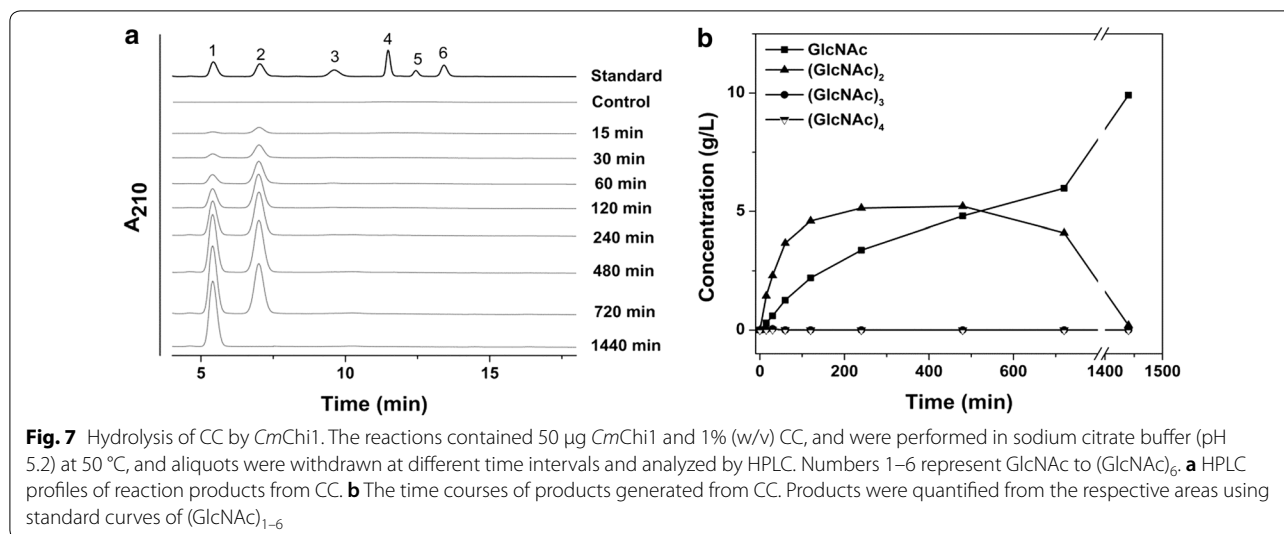 a
1 2 3 4 5 6
Standard
Control
15 min
30 min
60 min
120 min
240 min
480 min
720 min
1440 min
A210
5 10 15
Time (min)
b
GlcNAc
(GlcNAc)2
(GlcNAc)3
(GlcNAc)4
10
5
0
Concentration (g/L)
0 200 400 600 1400 1500
Time (min)
Fig. 7 Hydrolysis of CC by CmChi1. The reactions contained 50 µg CmChi1 and 1% (w/v) CC, and were performed in sodium citrate buffer (pH
5.2) at 50 °C, and aliquots were withdrawn at different time intervals and analyzed by HPLC. Numbers 1–6 represent GlcNAc to (GlcNAc)6. a HPLC
profiles of reaction products from CC. b The time courses of products generated from CC. Products were quantified from the respective areas using
standard curves of (GlcNAc)1–6